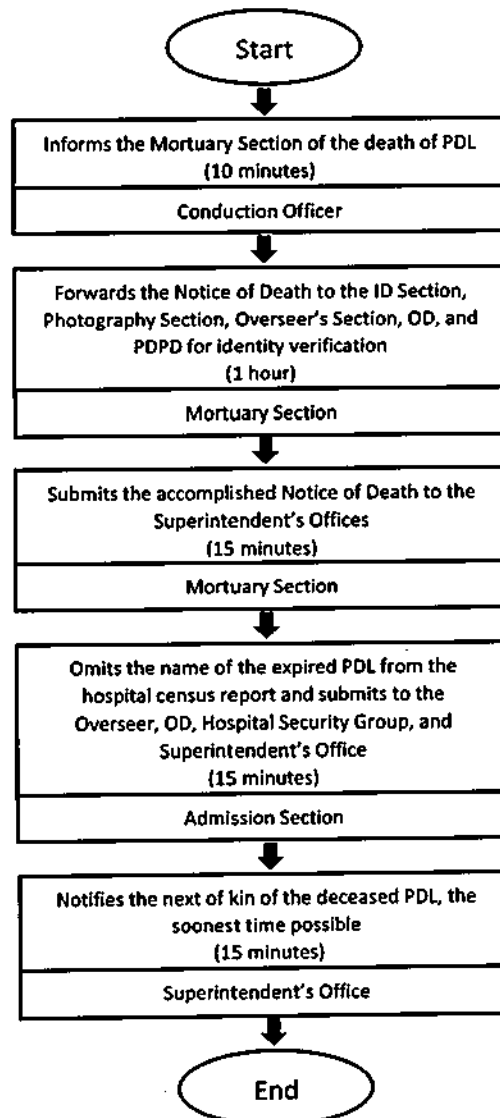 Start
Informs the Mortuary Section of the death of PDL
(10 minutes)
Conduction Officer
Forwards the Notice of Death to the ID Section,
Photography Section, Overseer's Section, OD, and
PDPD for identity verification
(1 hour)
Mortuary Section
Submits the accomplished Notice of Death to the
Superintendent's Offices
(15 minutes)
Mortuary Section
Omits the name of the expired PDL from the
hospital census report and submits to the
Overseer, OD, Hospital Security Group, and
Superintendent's Office
(15 minutes)
Admission Section
Notifies the next of kin of the deceased PDL, the
soonest time possible
(15 minutes)
Superintendent's Office
End